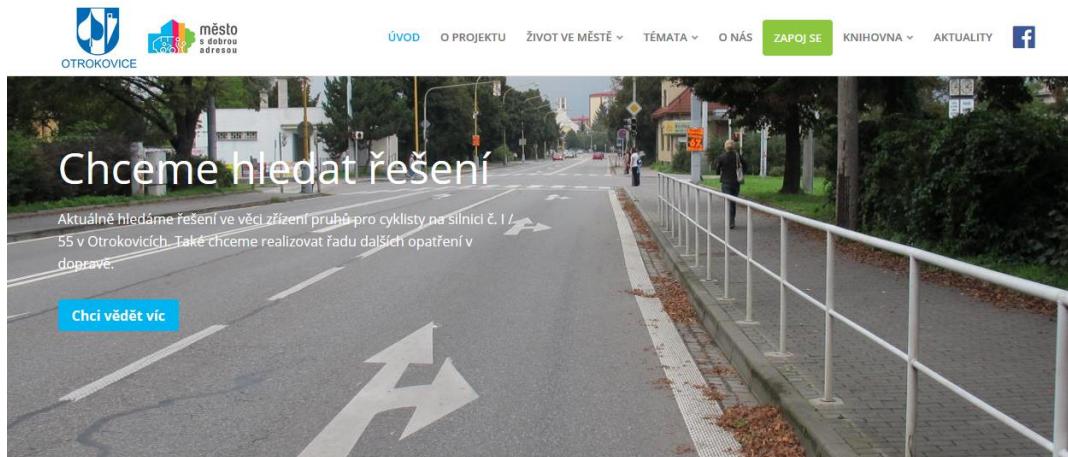 OTROKOVICE
město
s dobrou
adresou
ÚVOD O PROJEKTU ŽIVOT VE MĚSTĚ TÉMATA O NÁS ZAPOJ SE KNIHOVNA AKTUALITY f
Chceme hledat řešení
Aktuálně hledáme řešení ve věci zřízení pruhů pro cyklisty na silnici č. I /
55 v Otrokovicích. Také chceme realizovat řadu dalších opatření v
dopravě.
Chci vědět víc